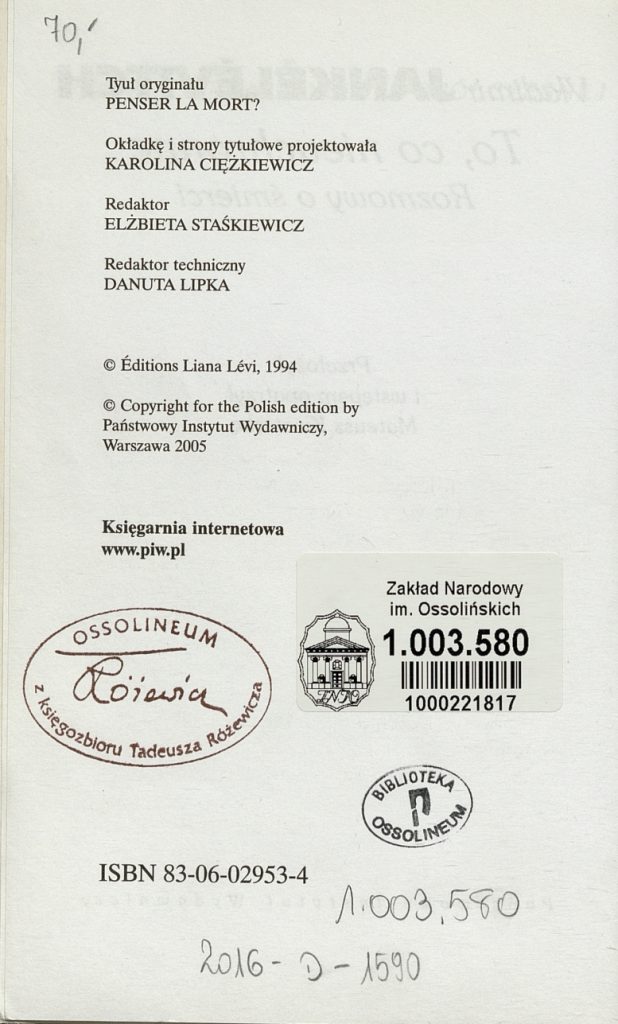 70,-
Tyuł oryginału
PENSER LA MORT?
Okładkę i strony tytułowe projektowała
KAROLINA CIĘŻKIEWICZ
Redaktor
ELŻBIETA STAŚKIEWICZ
Redaktor techniczny
DANUTA LIPKA
© Éditions Liana Lévi, 1994
© Copyright for the Polish edition by
Państwowy Instytut Wydawniczy,
Warszawa 2005
Księgarnia internetowa
www.piw.pl
Zakład Narodowy
im. Ossolińskich
1.003.580
1000221817
OSSOLINEUM
Różewicz
z księgozbioru Tadeusza Różewicza
BIBLIOTEKA
OSSOLINEUM
ISBN 83-06-02953-4
1.003.580
2016-D-1590